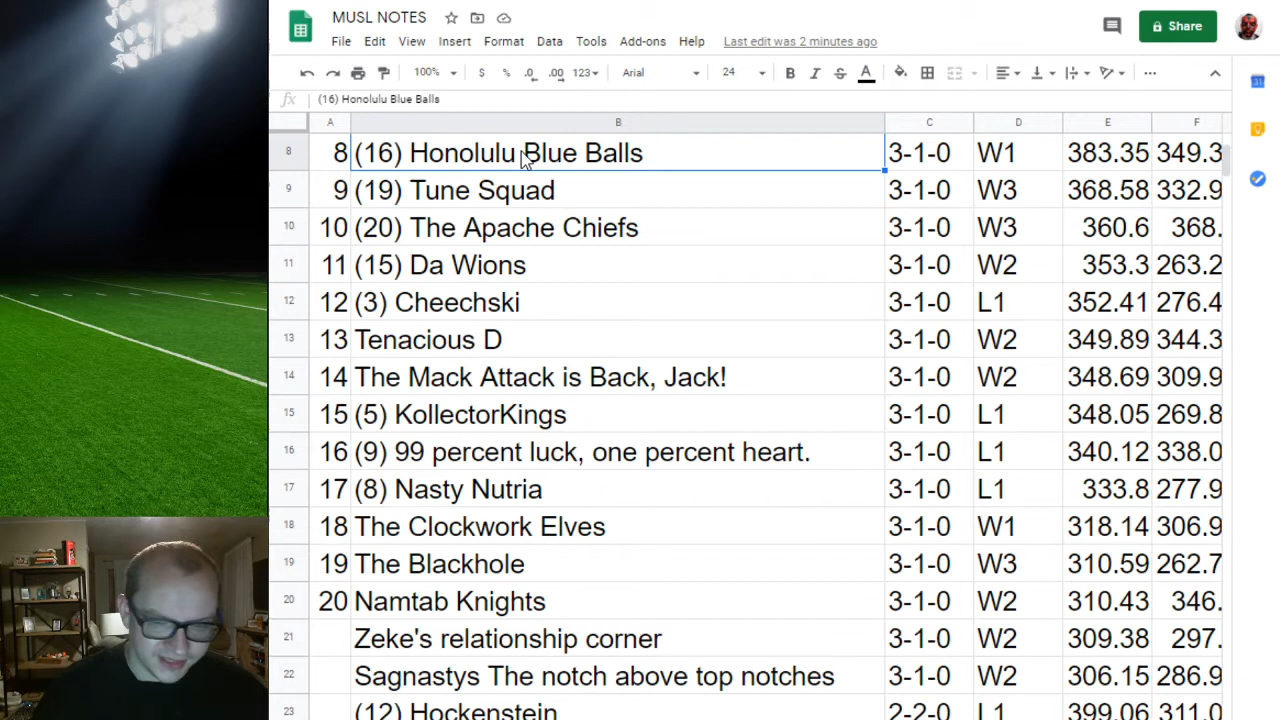 MUSL NOTES
File Edit View Insert Format Data Tools Add-ons Help Last edit was 2 minutes ago
Share
100% $ % .0 .00 123 Arial 24 B I S A
fx (16) Honolulu Blue Balls
A B C D E F
8 8 (16) Honolulu Blue Balls 3-1-0 W1 383.35 349.3
9 9 (19) Tune Squad 3-1-0 W3 368.58 332.9
10 10 (20) The Apache Chiefs 3-1-0 W3 360.6 368.
11 11 (15) Da Wions 3-1-0 W2 353.3 263.2
12 12 (3) Cheechski 3-1-0 L1 352.41 276.4
13 13 Tenacious D 3-1-0 W2 349.89 344.3
14 14 The Mack Attack is Back, Jack! 3-1-0 W2 348.69 309.9
15 15 (5) KollectorKings 3-1-0 L1 348.05 269.8
16 16 (9) 99 percent luck, one percent heart. 3-1-0 L1 340.12 338.0
17 17 (8) Nasty Nutria 3-1-0 L1 333.8 277.9
18 18 The Clockwork Elves 3-1-0 W1 318.14 306.9
19 19 The Blackhole 3-1-0 W3 310.59 262.7
20 20 Namtab Knights 3-1-0 W2 310.43 346.
21 Zeke's relationship corner 3-1-0 W2 309.38 297.
22 Sagnastys The notch above top notches 3-1-0 W2 306.15 286.9
23 (12) Hockenstein 2-2-0 L1 399.06 311.0